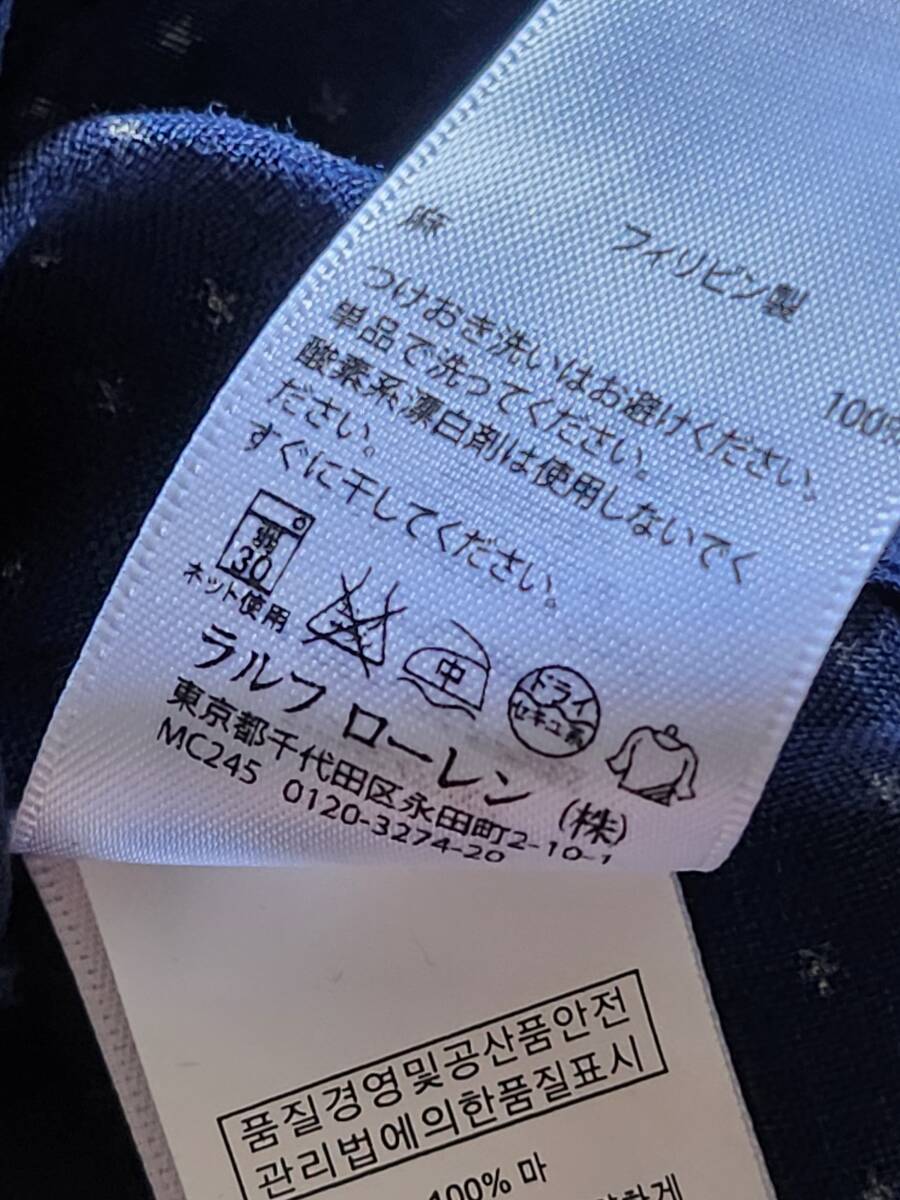 麻 100%
フィリピン製
つけおき洗いはお避けください。
単品で洗ってください。
酸素系漂白剤は使用しないでく
ださい。
すぐに干してください。
弱
30
ネット使用
中
ドライ
セキユ系
ラルフ ローレン (株)
東京都千代田区永田町2-10-1
MC245 0120-3274-20
품질경영및공산품안전
관리법에의한품질표시
100% 마